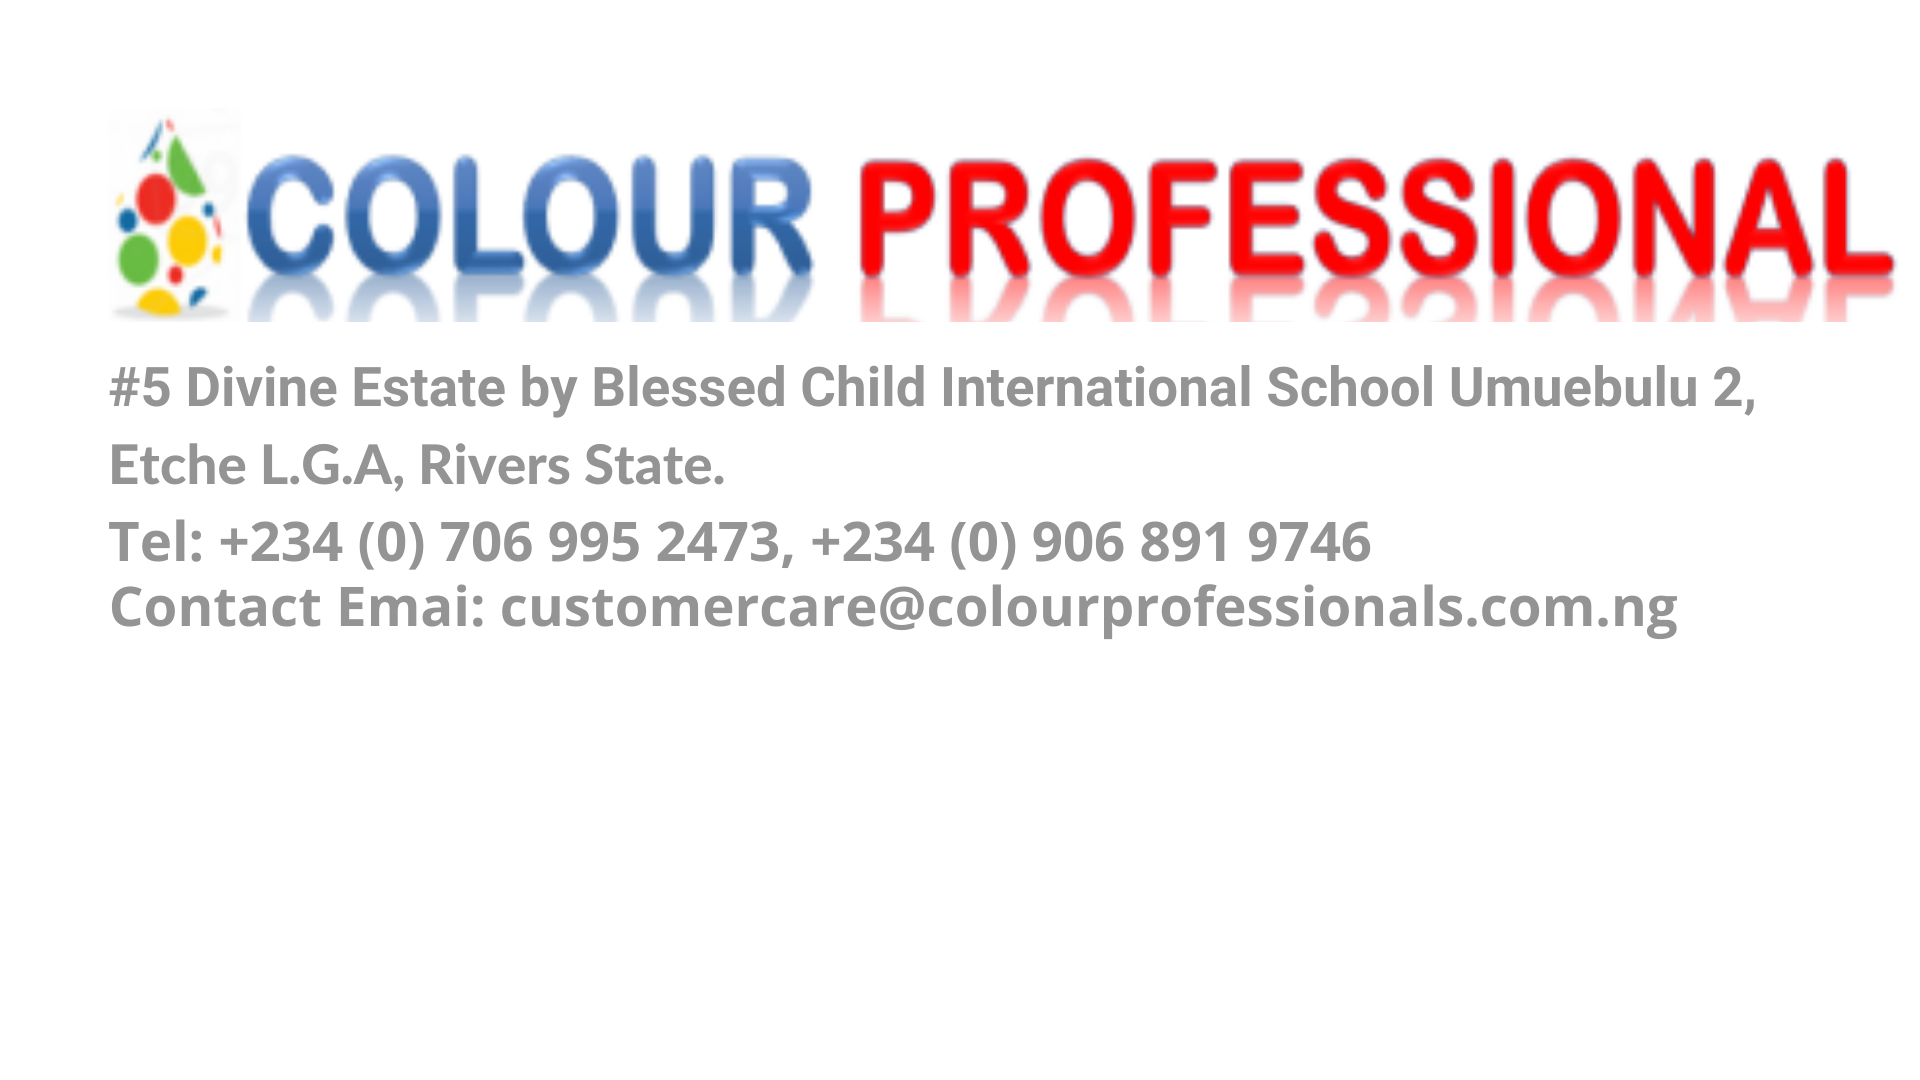 COLOUR PROFESSIONAL
#5 Divine Estate by Blessed Child International School Umuebulu 2,
Etche L.G.A, Rivers State.
Tel: +234 (0) 706 995 2473, +234 (0) 906 891 9746
Contact Emai: customercare@colourprofessionals.com.ng